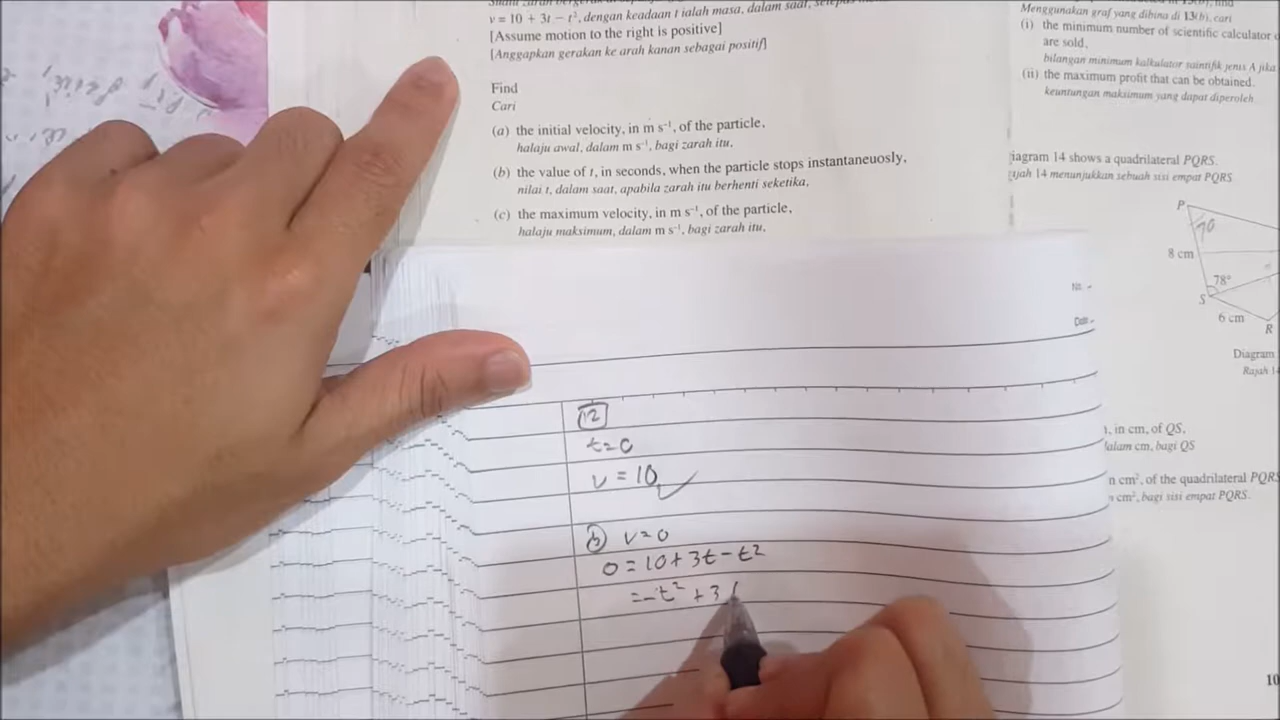 v = 10 + 3t − t², dengan keadaan t ialah masa, dalam saat,
[Assume motion to the right is positive]
[Anggapkan gerakan ke arah kanan sebagai positif]
Find
Cari
(a) the initial velocity, in m s⁻¹, of the particle,
halaju awal, dalam m s⁻¹, bagi zarah itu,
(b) the value of t, in seconds, when the particle stops instantaneuosly,
nilai t, dalam saat, apabila zarah itu berhenti seketika,
(c) the maximum velocity, in m s⁻¹, of the particle,
halaju maksimum, dalam m s⁻¹, bagi zarah itu,
Menggunakan graf yang dibina di 13(b), cari
(i) the minimum number of scientific calculator
are sold,
bilangan minimum kalkulator saintifik jenis A jika
(ii) the maximum profit that can be obtained.
keuntungan maksimum yang dapat diperoleh.
iagram 14 shows a quadrilateral PQRS.
ajah 14 menunjukkan sebuah sisi empat PQRS
P
70
8 cm
78°
S
6 cm
R
Diagram
Rajah 14
, in cm, of QS,
dalam cm, bagi QS
n cm², of the quadrilateral PQRS
n cm², bagi sisi empat PQRS.
10
No. -
Date -
12
t=0
v = 10
b v=0
0 = 10+3t-t²
=-t²+3